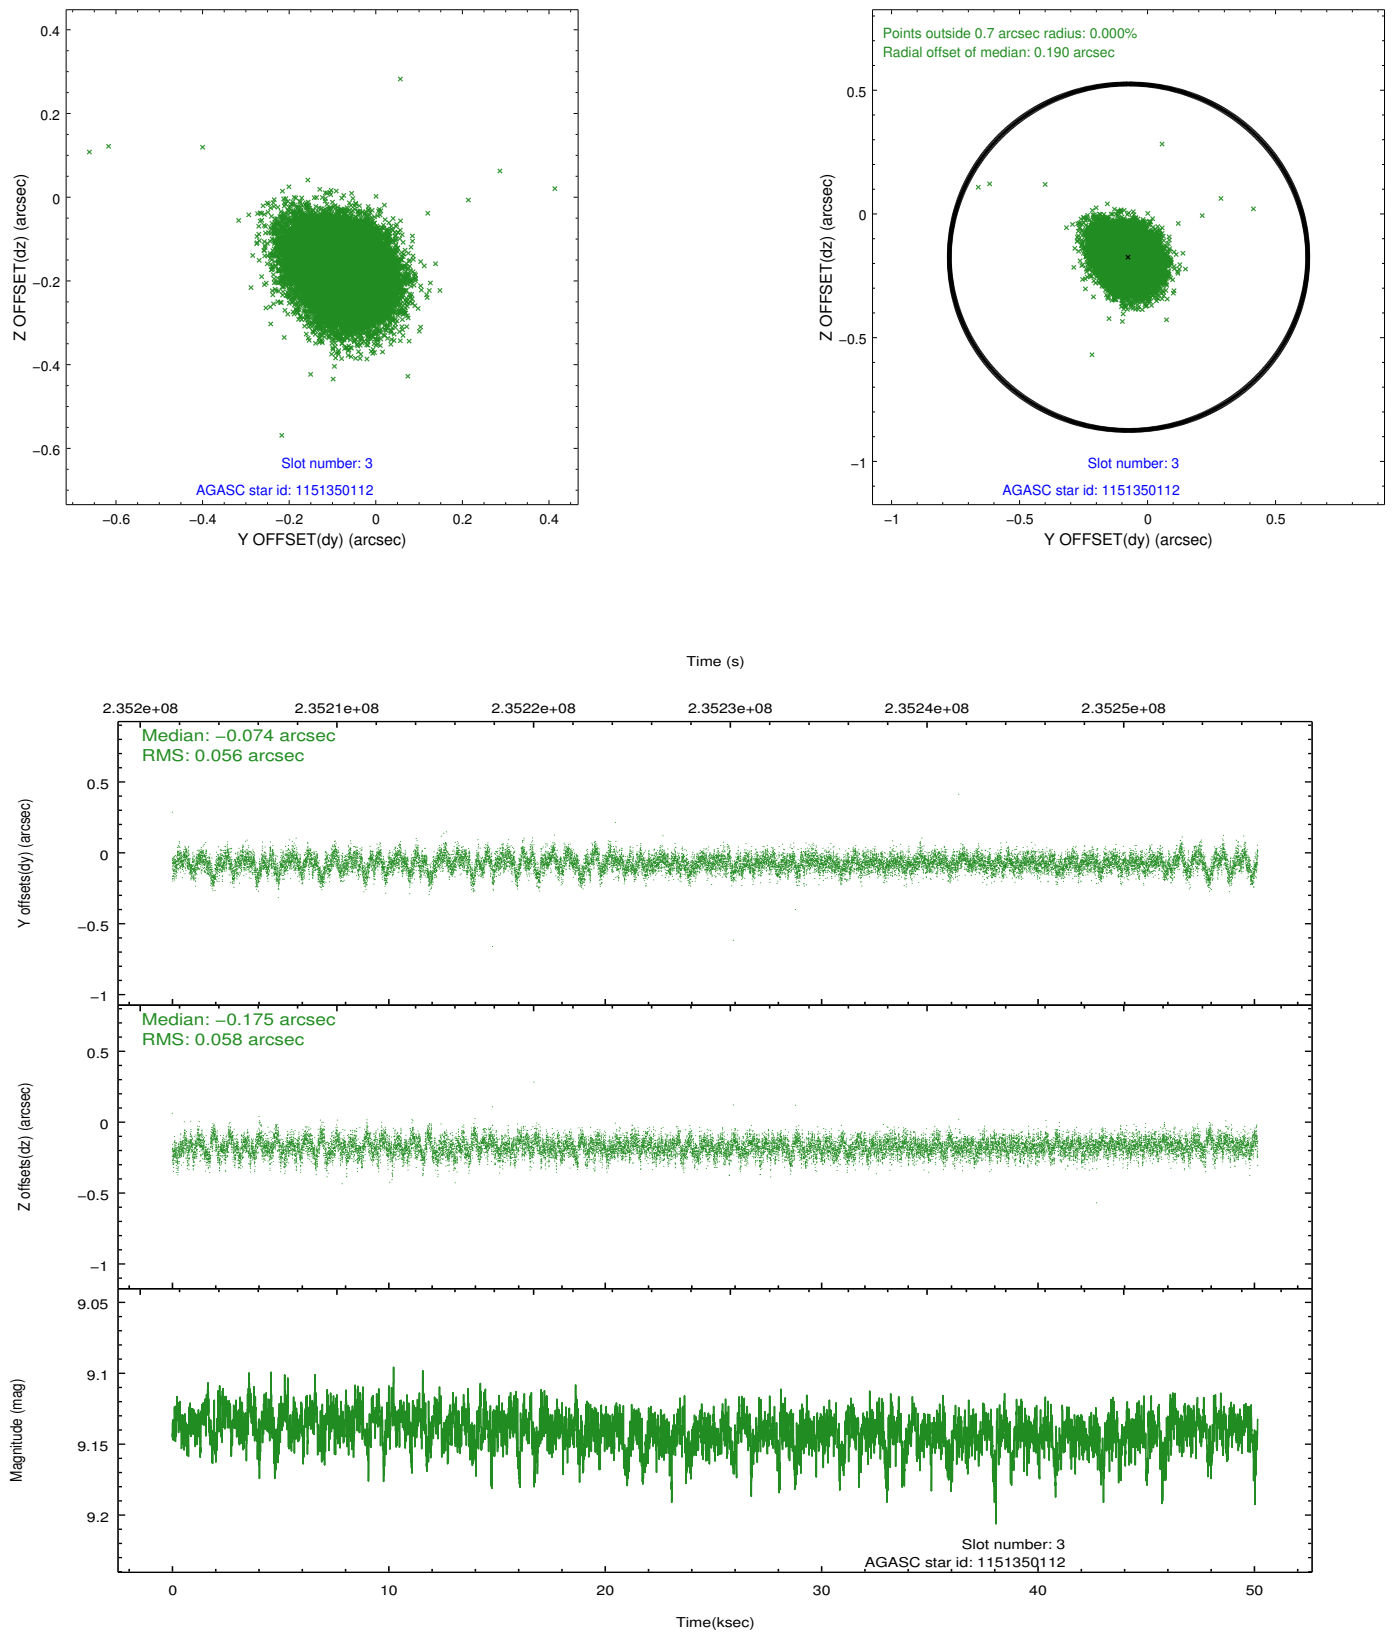 0.4
0.2
0
−0.2
−0.4
−0.6
Z OFFSET(dz) (arcsec)
Slot number: 3
AGASC star id: 1151350112
−0.6 −0.4 −0.2 0 0.2 0.4
Y OFFSET(dy) (arcsec)
Points outside 0.7 arcsec radius: 0.000%
Radial offset of median: 0.190 arcsec
0.5
0
−0.5
−1
Z OFFSET(dz) (arcsec)
Slot number: 3
AGASC star id: 1151350112
−1 −0.5 0 0.5
Y OFFSET(dy) (arcsec)
Time (s)
2.352e+08 2.3521e+08 2.3522e+08 2.3523e+08 2.3524e+08 2.3525e+08
Median: −0.074 arcsec
RMS: 0.056 arcsec
0.5
0
−0.5
−1
Y offsets(dy) (arcsec)
Median: −0.175 arcsec
RMS: 0.058 arcsec
0.5
0
−0.5
−1
Z offsets(dz) (arcsec)
9.05
9.1
9.15
9.2
Magnitude (mag)
Slot number: 3
AGASC star id: 1151350112
0 10 20 30 40 50
Time(ksec)